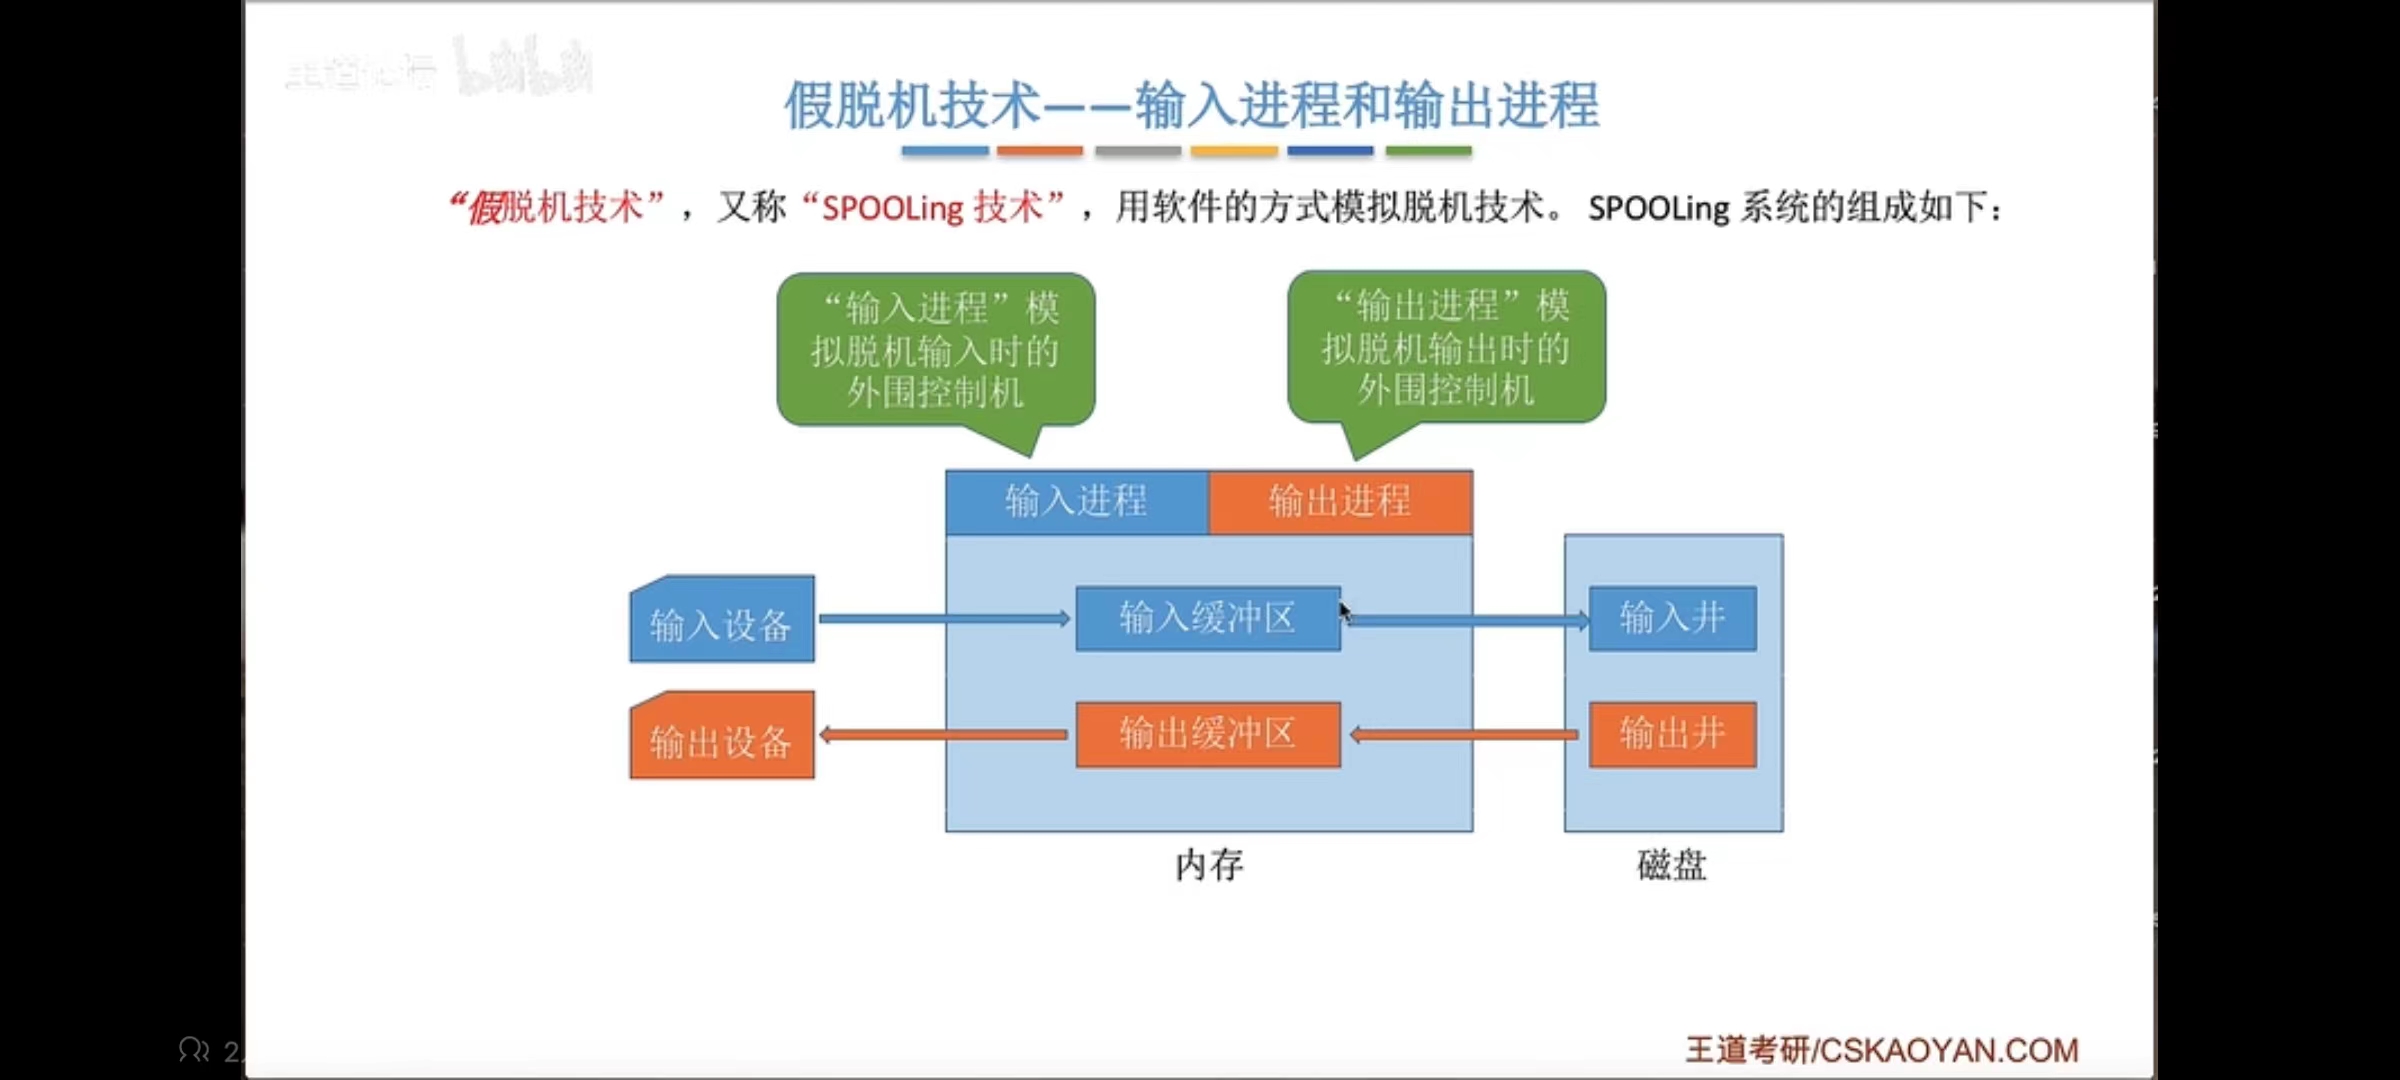 假脱机技术——输入进程和输出进程
“假脱机技术”，又称“SPOOLing 技术”，用软件的方式模拟脱机技术。SPOOLing 系统的组成如下：
“输入进程”模
拟脱机输入时的
外围控制机
“输出进程”模
拟脱机输出时的
外围控制机
输入进程
输出进程
输入设备
输入缓冲区
输入井
输出设备
输出缓冲区
输出井
内存
磁盘
王道考研/CSKAOYAN.COM